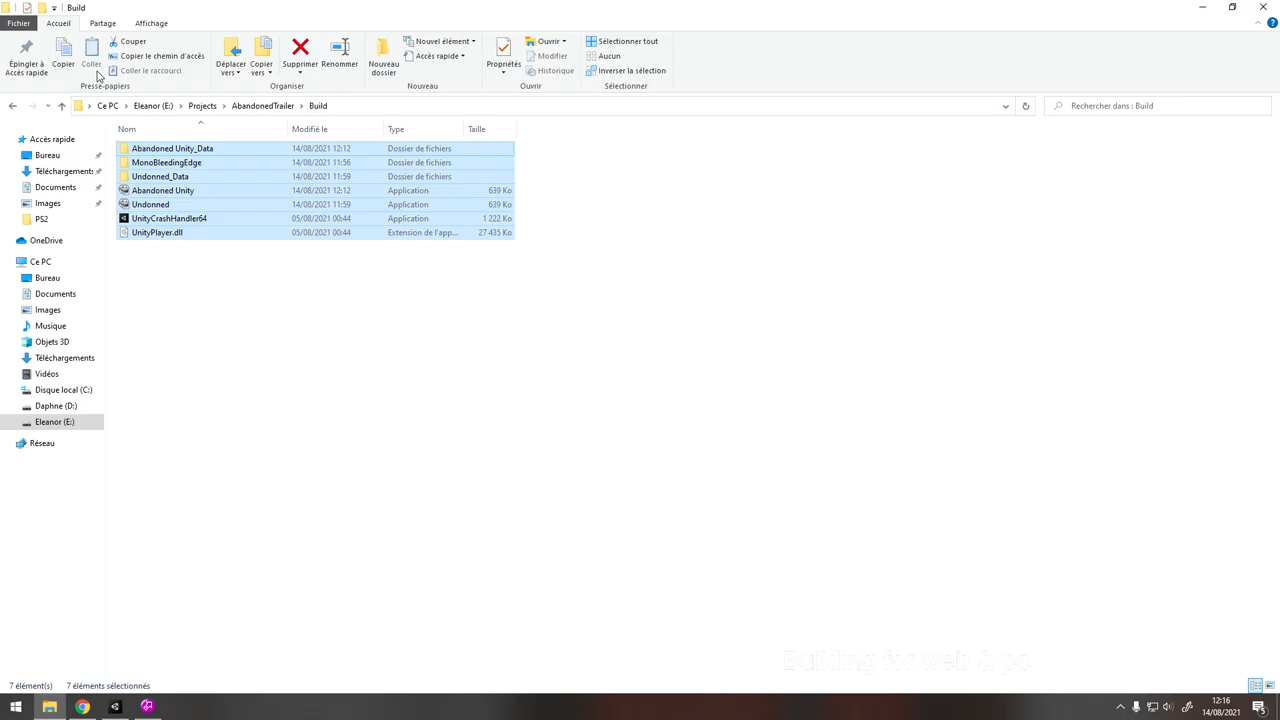 Build
Fichier Accueil Partage Affichage
Épingler à Accès rapide
Copier
Coller
Couper
Copier le chemin d'accès
Coller le raccourci
Presse-papiers
Déplacer vers
Copier vers
Supprimer
Renommer
Organiser
Nouveau dossier
Nouvel élément
Accès rapide
Nouveau
Propriétés
Ouvrir
Modifier
Historique
Ouvrir
Sélectionner tout
Aucun
Inverser la sélection
Sélectionner
Ce PC > Eleanor (E:) > Projects > AbandonedTrailer > Build
Rechercher dans : Build
Nom Modifié le Type Taille
Abandoned Unity_Data 14/08/2021 12:12 Dossier de fichiers
MonoBleedingEdge 14/08/2021 11:56 Dossier de fichiers
Undonned_Data 14/08/2021 11:59 Dossier de fichiers
Abandoned Unity 14/08/2021 12:12 Application 639 Ko
Undonned 14/08/2021 11:59 Application 639 Ko
UnityCrashHandler64 05/08/2021 00:44 Application 1 222 Ko
UnityPlayer.dll 05/08/2021 00:44 Extension de l'app... 27 435 Ko
Accès rapide
Bureau
Téléchargements
Documents
Images
PS2
OneDrive
Ce PC
Bureau
Documents
Images
Musique
Objets 3D
Téléchargements
Vidéos
Disque local (C:)
Daphne (D:)
Eleanor (E:)
Réseau
Building for web & pc
7 élément(s) 7 éléments sélectionnés
12:16
14/08/2021